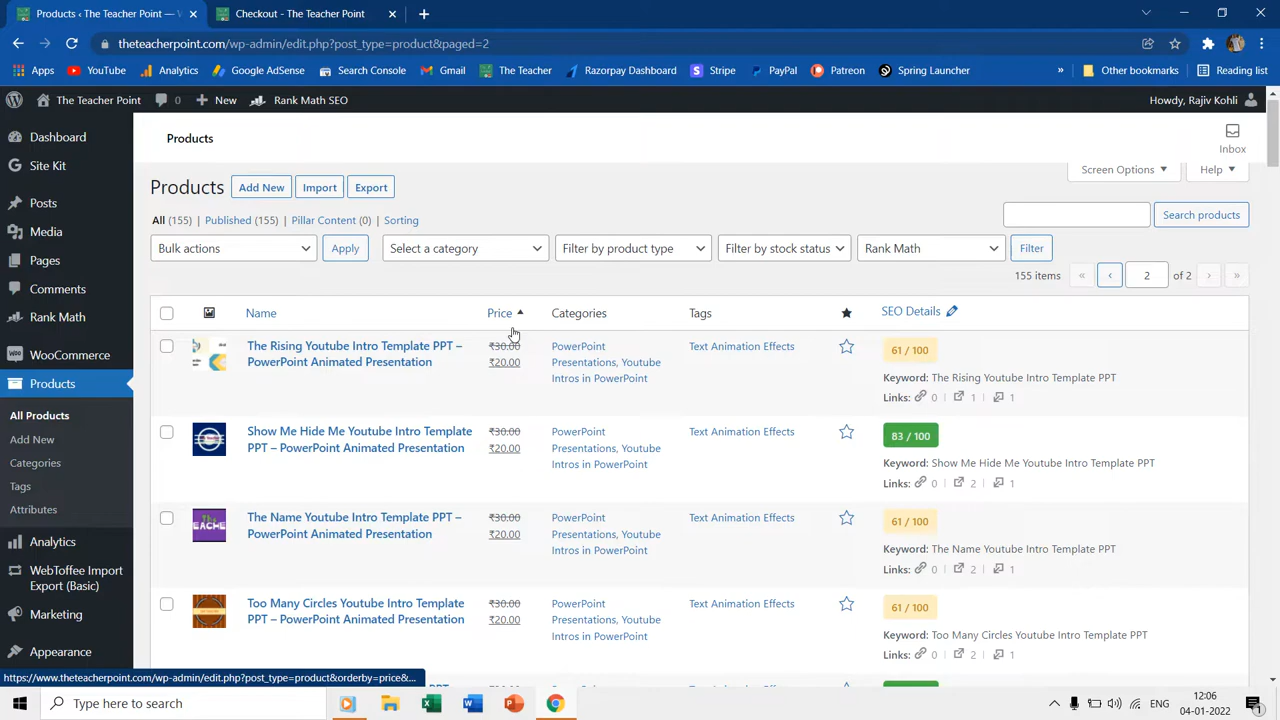 Products ‹ The Teacher Point —
Checkout - The Teacher Point
theteacherpoint.com/wp-admin/edit.php?post_type=product&paged=2
Apps
YouTube
Analytics
Google AdSense
Search Console
Gmail
The Teacher
Razorpay Dashboard
Stripe
PayPal
Patreon
Spring Launcher
»
Other bookmarks
Reading list
The Teacher Point
0
New
Rank Math SEO
Howdy, Rajiv Kohli
Dashboard
Site Kit
Posts
Media
Pages
Comments
Rank Math
WooCommerce
Products
All Products
Add New
Categories
Tags
Attributes
Analytics
WebToffee Import
Export (Basic)
Marketing
Appearance
Products
Inbox
Screen Options
Help
Products
Add New
Import
Export
All (155) | Published (155) | Pillar Content (0) | Sorting
Search products
Bulk actions
Apply
Select a category
Filter by product type
Filter by stock status
Rank Math
Filter
155 items
«
‹
2
of 2
›
»
Name
Price
Categories
Tags
SEO Details
The Rising Youtube Intro Template PPT –
PowerPoint Animated Presentation
₹30.00
₹20.00
PowerPoint
Presentations, Youtube
Intros in PowerPoint
Text Animation Effects
61 / 100
Keyword: The Rising Youtube Intro Template PPT
Links: 0 | 1 | 1
Show Me Hide Me Youtube Intro Template
PPT – PowerPoint Animated Presentation
₹30.00
₹20.00
PowerPoint
Presentations, Youtube
Intros in PowerPoint
Text Animation Effects
83 / 100
Keyword: Show Me Hide Me Youtube Intro Template PPT
Links: 0 | 2 | 1
The Name Youtube Intro Template PPT –
PowerPoint Animated Presentation
₹30.00
₹20.00
PowerPoint
Presentations, Youtube
Intros in PowerPoint
Text Animation Effects
61 / 100
Keyword: The Name Youtube Intro Template PPT
Links: 0 | 2 | 1
Too Many Circles Youtube Intro Template
PPT – PowerPoint Animated Presentation
₹30.00
₹20.00
PowerPoint
Presentations, Youtube
Intros in PowerPoint
Text Animation Effects
61 / 100
Keyword: Too Many Circles Youtube Intro Template PPT
Links: 0 | 2 | 1
https://www.theteacherpoint.com/wp-admin/edit.php?post_type=product&orderby=price&...
Type here to search
ENG
12:06
04-01-2022
1